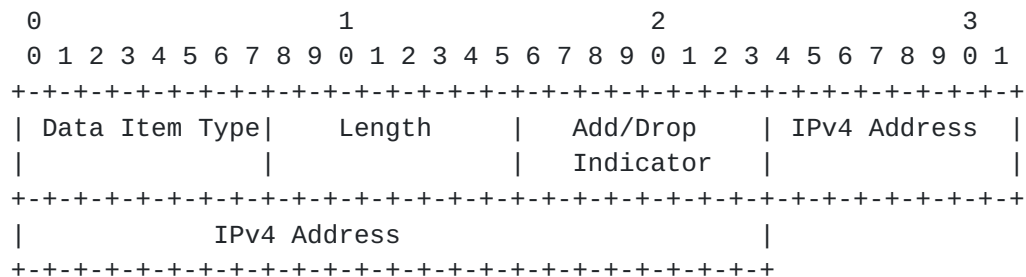 0                   1                   2                   3
 0 1 2 3 4 5 6 7 8 9 0 1 2 3 4 5 6 7 8 9 0 1 2 3 4 5 6 7 8 9 0 1
+-+-+-+-+-+-+-+-+-+-+-+-+-+-+-+-+-+-+-+-+-+-+-+-+-+-+-+-+-+-+-+-+
| Data Item Type|    Length     |   Add/Drop    | IPv4 Address  |
|               |               |   Indicator   |               |
+-+-+-+-+-+-+-+-+-+-+-+-+-+-+-+-+-+-+-+-+-+-+-+-+-+-+-+-+-+-+-+-+
|            IPv4 Address                       |
+-+-+-+-+-+-+-+-+-+-+-+-+-+-+-+-+-+-+-+-+-+-+-+-+